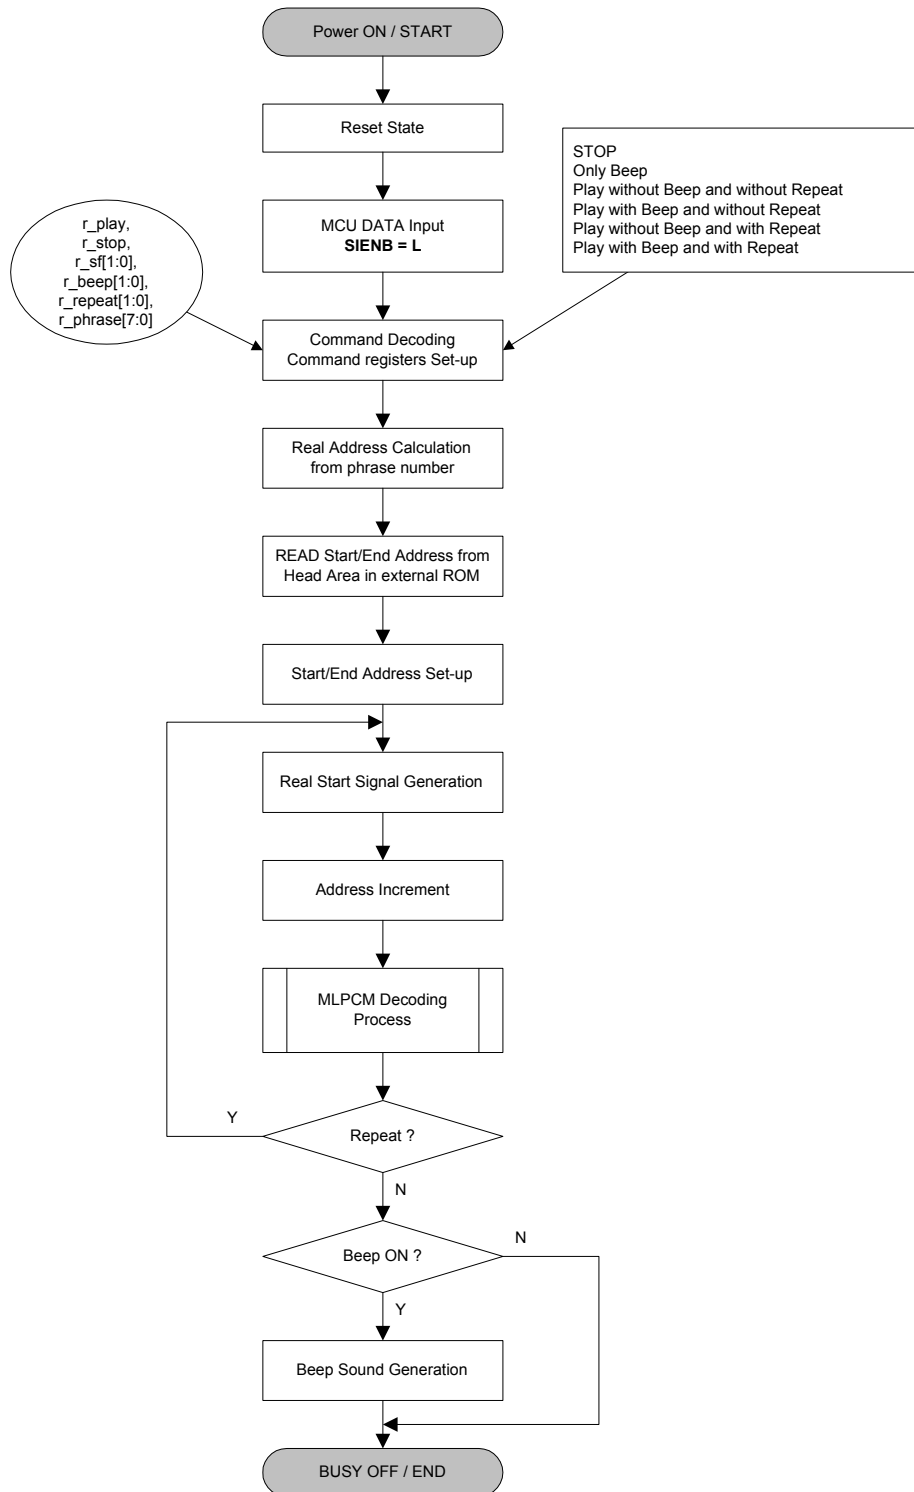 Power ON / START
Reset State
STOP
Only Beep
Play without Beep and without Repeat
Play with Beep and without Repeat
Play without Beep and with Repeat
Play with Beep and with Repeat
MCU DATA Input
SIENB = L
r_play,
r_stop,
r_sf[1:0],
r_beep[1:0],
r_repeat[1:0],
r_phrase[7:0]
Command Decoding
Command registers Set-up
Real Address Calculation
from phrase number
READ Start/End Address from
Head Area in external ROM
Start/End Address Set-up
Real Start Signal Generation
Address Increment
MLPCM Decoding
Process
Y
Repeat ?
N
Beep ON ?
N
Y
Beep Sound Generation
BUSY OFF / END